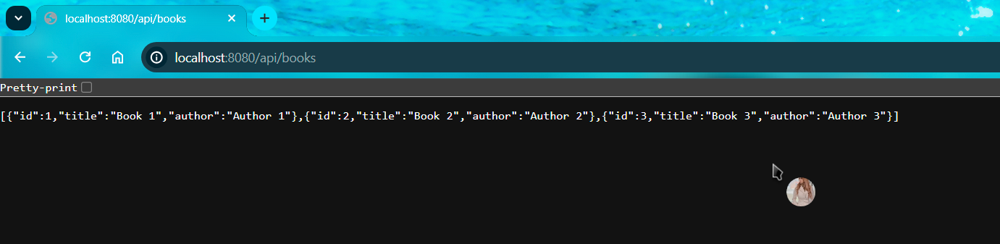 localhost:8080/api/books
localhost:8080/api/books
Pretty-print
[{"id":1,"title":"Book 1","author":"Author 1"},{"id":2,"title":"Book 2","author":"Author 2"},{"id":3,"title":"Book 3","author":"Author 3"}]